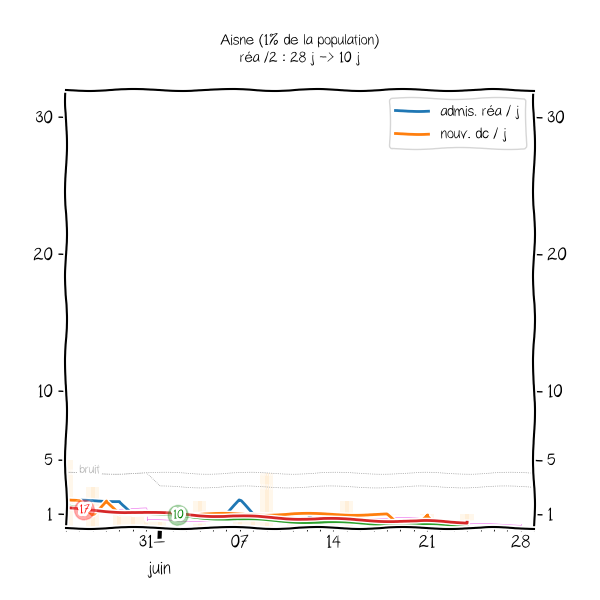 Aisne (1% de la population)
réa /2 : 28 j -> 10 j
admis. réa / j
nouv. dc / j
30
30
20
20
10
10
5
5
bruit
1
1
17
10
31
07
14
21
28
juin